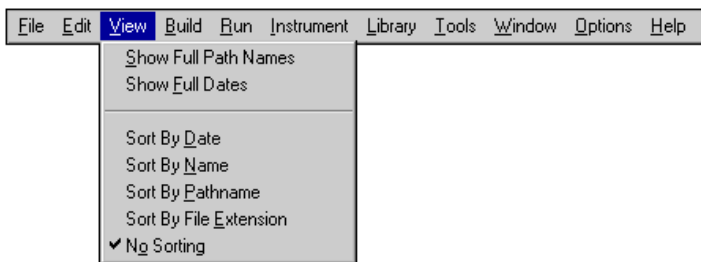 File Edit View Build Run Instrument Library Tools Window Options Help
Show Full Path Names
Show Full Dates
Sort By Date
Sort By Name
Sort By Pathname
Sort By File Extension
✔ No Sorting